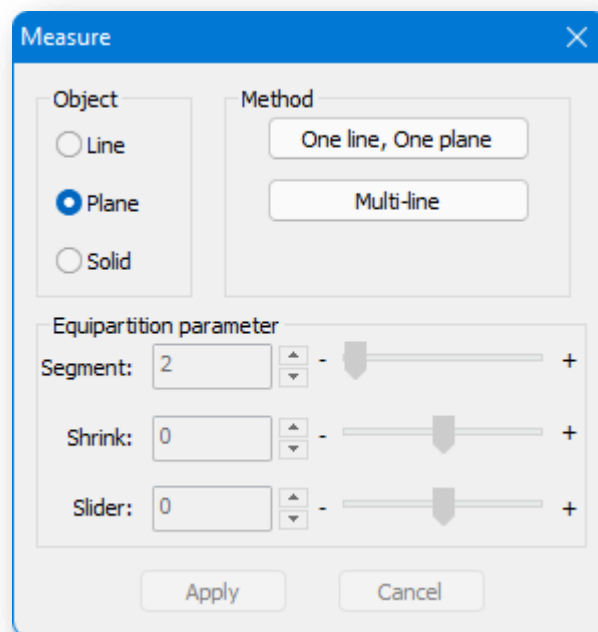 Measure
Object
Line
Plane
Solid
Method
One line, One plane
Multi-line
Equipartition parameter
Segment: 2 - +
Shrink: 0 - +
Slider: 0 - +
Apply Cancel